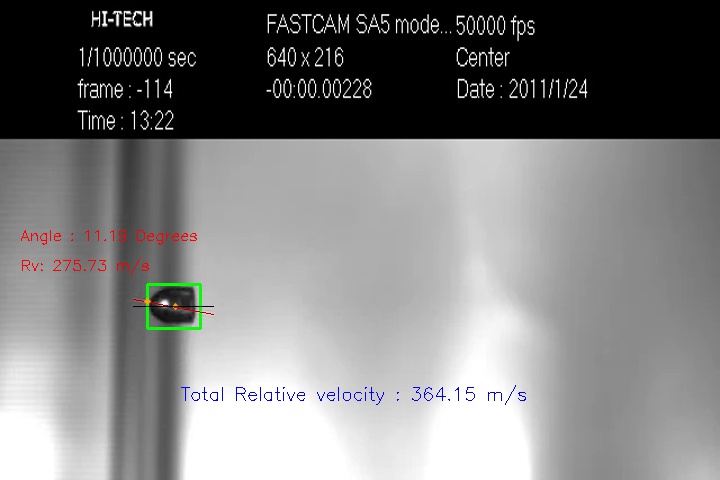 HI-TECH FASTCAM SA5 mode... 50000 fps
1/1000000 sec 640 x 216 Center
frame : -114 -00:00.00228 Date : 2011/1/24
Time : 13:22
Angle : 11.19 Degrees
Rv: 275.73 m/s
Total Relative velocity : 364.15 m/s